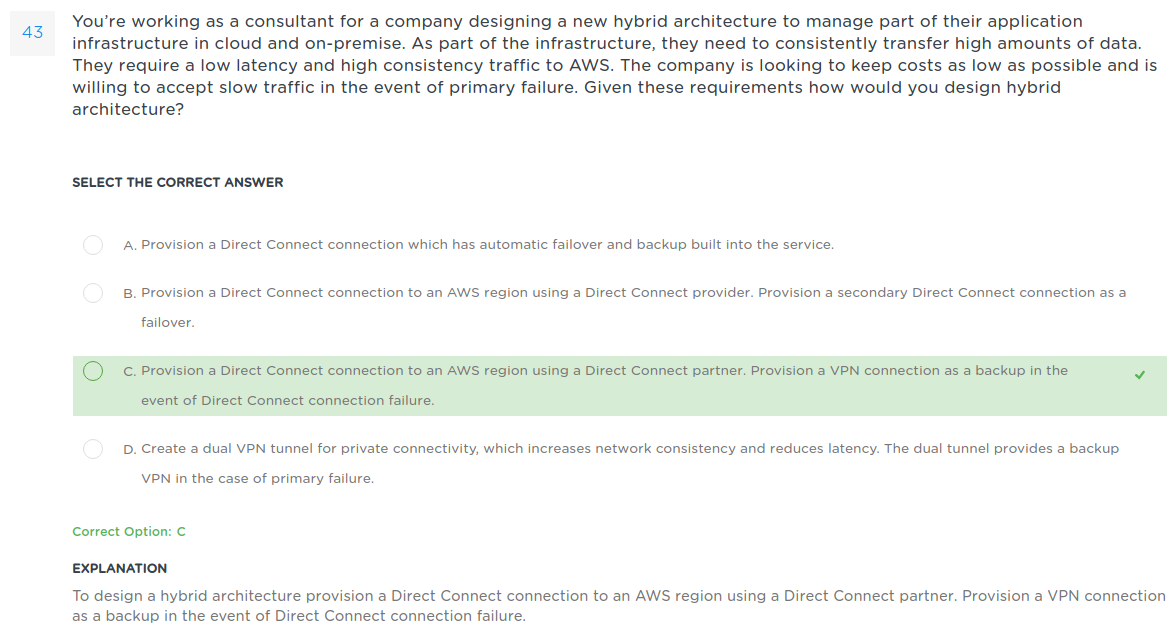 43
You’re working as a consultant for a company designing a new hybrid architecture to manage part of their application
infrastructure in cloud and on-premise. As part of the infrastructure, they need to consistently transfer high amounts of data.
They require a low latency and high consistency traffic to AWS. The company is looking to keep costs as low as possible and is
willing to accept slow traffic in the event of primary failure. Given these requirements how would you design hybrid
architecture?
SELECT THE CORRECT ANSWER
A. Provision a Direct Connect connection which has automatic failover and backup built into the service.
B. Provision a Direct Connect connection to an AWS region using a Direct Connect provider. Provision a secondary Direct Connect connection as a
failover.
C. Provision a Direct Connect connection to an AWS region using a Direct Connect partner. Provision a VPN connection as a backup in the
event of Direct Connect connection failure.
D. Create a dual VPN tunnel for private connectivity, which increases network consistency and reduces latency. The dual tunnel provides a backup
VPN in the case of primary failure.
Correct Option: C
EXPLANATION
To design a hybrid architecture provision a Direct Connect connection to an AWS region using a Direct Connect partner. Provision a VPN connection
as a backup in the event of Direct Connect connection failure.